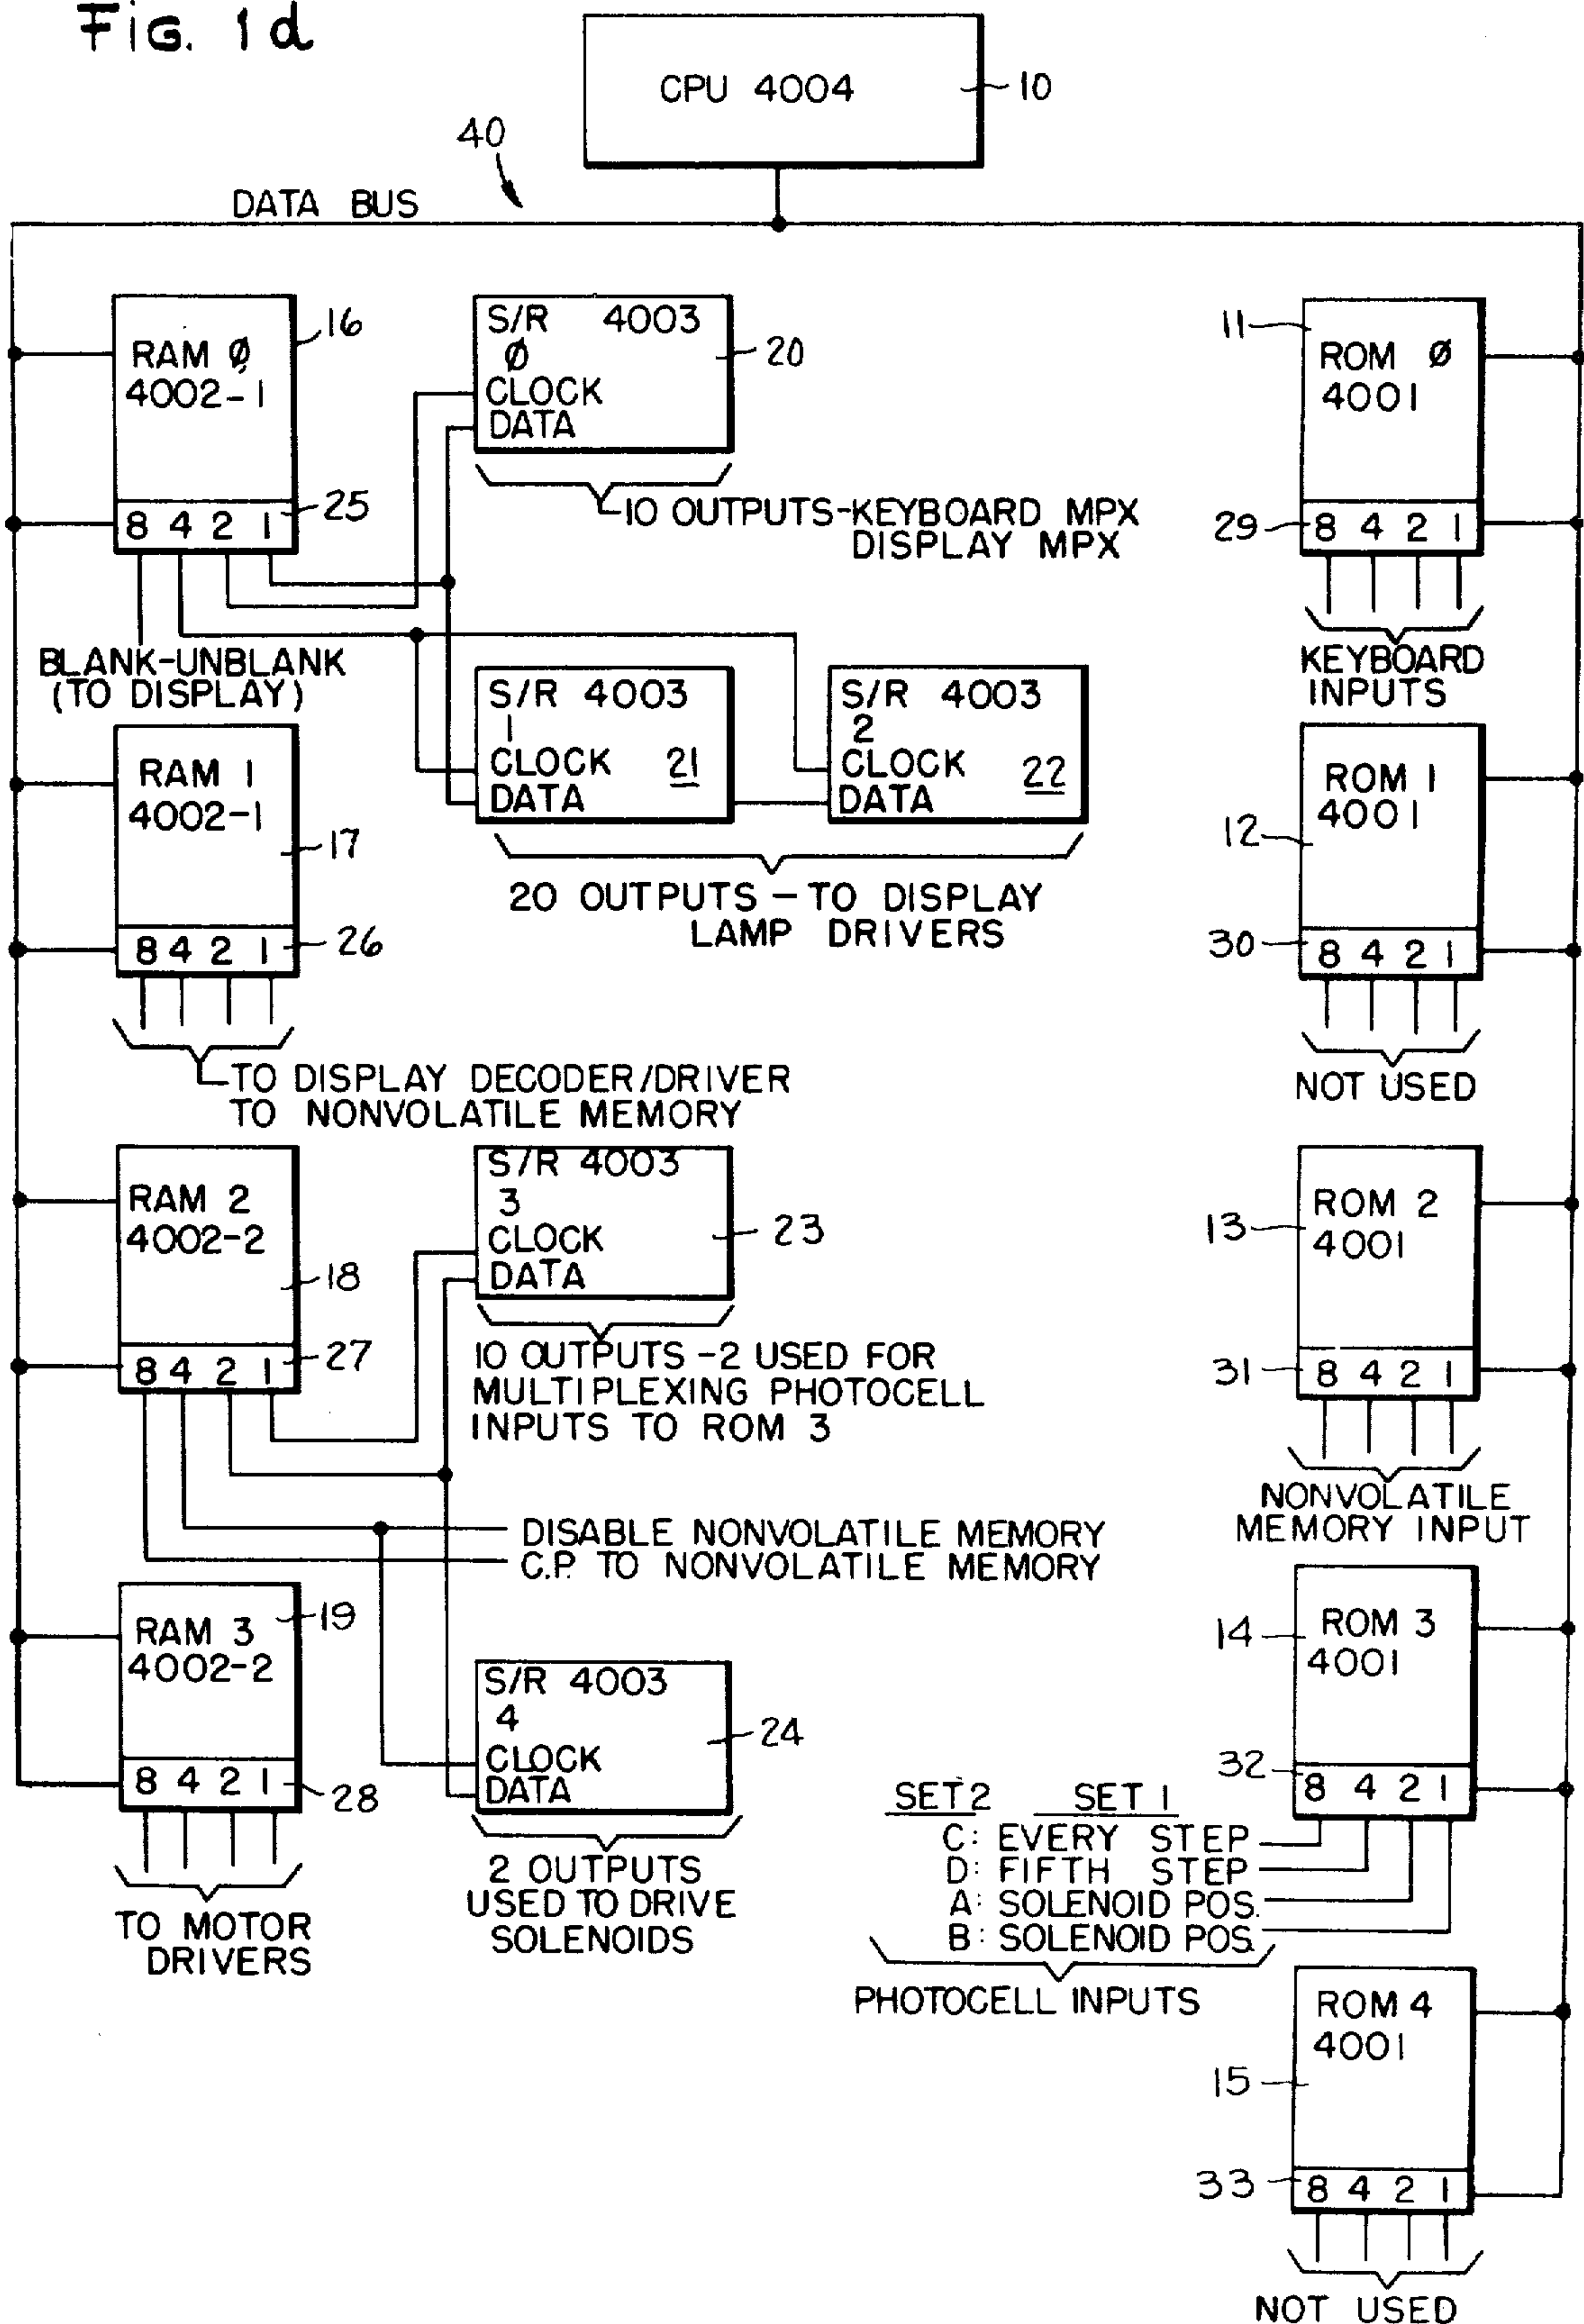 Fig. 1d
CPU 4004
10
40
DATA BUS
RAM Ø
4002-1
16
8 4 2 1
25
BLANK-UNBLANK
(TO DISPLAY)
S/R 4003
Ø
CLOCK
DATA
20
10 OUTPUTS-KEYBOARD MPX
DISPLAY MPX
S/R 4003
1
CLOCK
DATA
21
S/R 4003
2
CLOCK
DATA
22
20 OUTPUTS - TO DISPLAY
LAMP DRIVERS
RAM 1
4002-1
17
8 4 2 1
26
TO DISPLAY DECODER/DRIVER
TO NONVOLATILE MEMORY
RAM 2
4002-2
18
8 4 2 1
27
S/R 4003
3
CLOCK
DATA
23
10 OUTPUTS -2 USED FOR
MULTIPLEXING PHOTOCELL
INPUTS TO ROM 3
DISABLE NONVOLATILE MEMORY
C.P. TO NONVOLATILE MEMORY
RAM 3
4002-2
19
8 4 2 1
28
TO MOTOR
DRIVERS
S/R 4003
4
CLOCK
DATA
24
2 OUTPUTS
USED TO DRIVE
SOLENOIDS
11
ROM Ø
4001
29
8 4 2 1
KEYBOARD
INPUTS
ROM 1
4001
12
30
8 4 2 1
NOT USED
ROM 2
13
4001
31
8 4 2 1
NONVOLATILE
MEMORY INPUT
14
ROM 3
4001
32
8 4 2 1
SET 2 SET 1
C: EVERY STEP
D: FIFTH STEP
A: SOLENOID POS.
B: SOLENOID POS.
PHOTOCELL INPUTS
ROM 4
4001
15
33
8 4 2 1
NOT USED